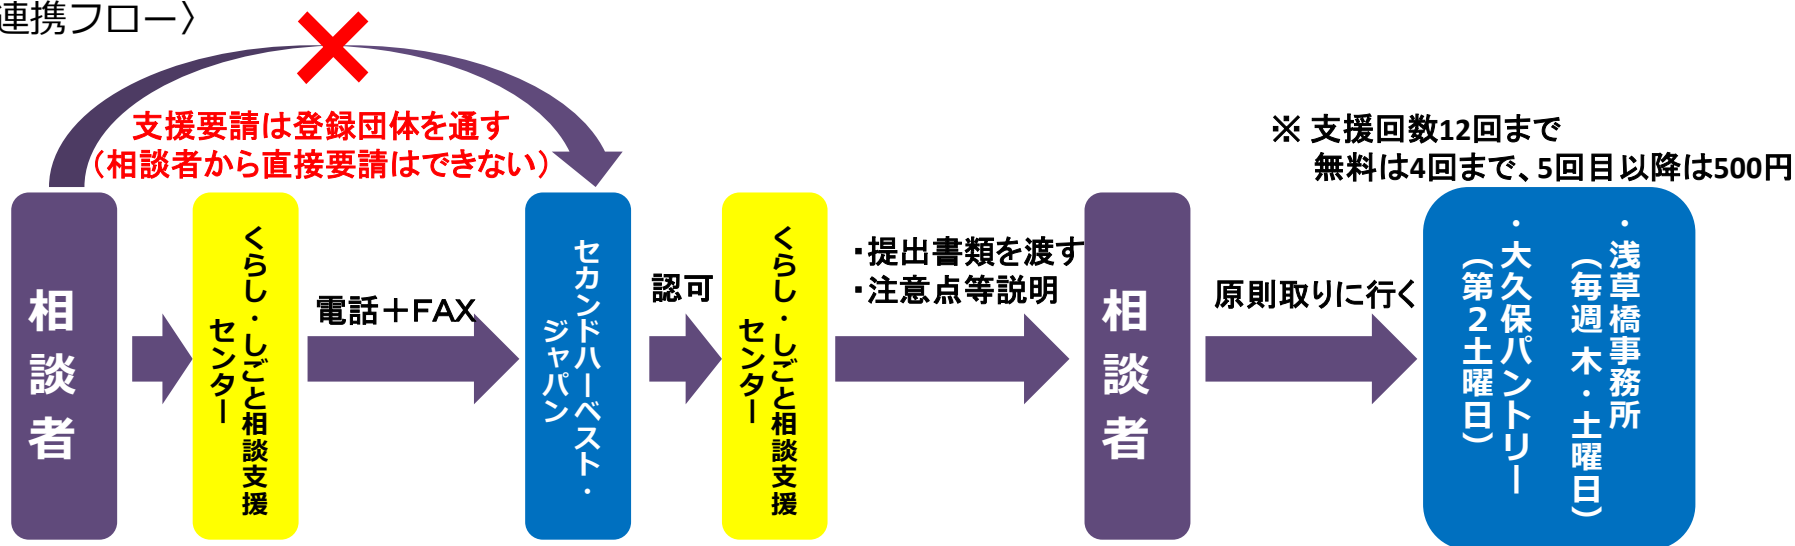 連携フロー〉
支援要請は登録団体を通す
（相談者から直接要請はできない）
※ 支援回数12回まで
無料は4回まで、5回目以降は500円
相談者
くらし・しごと相談支援
センター
電話＋FAX
セカンドハーベスト・
ジャパン
認可
くらし・しごと相談支援
センター
・提出書類を渡す
・注意点等説明
相談者
原則取りに行く
・浅草橋事務所
（毎週 木・土曜日）
・大久保パントリー
（第２土曜日）